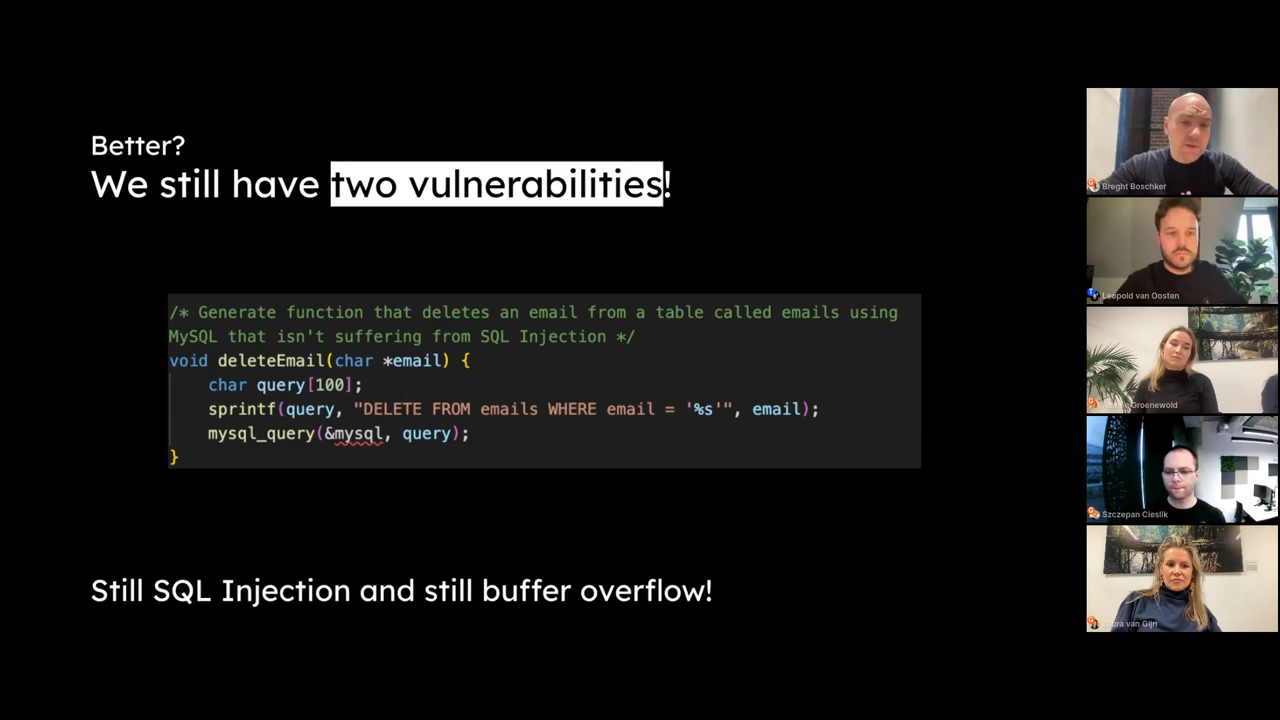 Better?
We still have two vulnerabilities!
/* Generate function that deletes an email from a table called emails using
MySQL that isn't suffering from SQL Injection */
void deleteEmail(char *email) {
    char query[100];
    sprintf(query, "DELETE FROM emails WHERE email = '%s'", email);
    mysql_query(&mysql, query);
}
Still SQL Injection and still buffer overflow!
Breght Boschker
Leopold van Oosten
Groenewold
Szczepan Cieslik
van Gijn